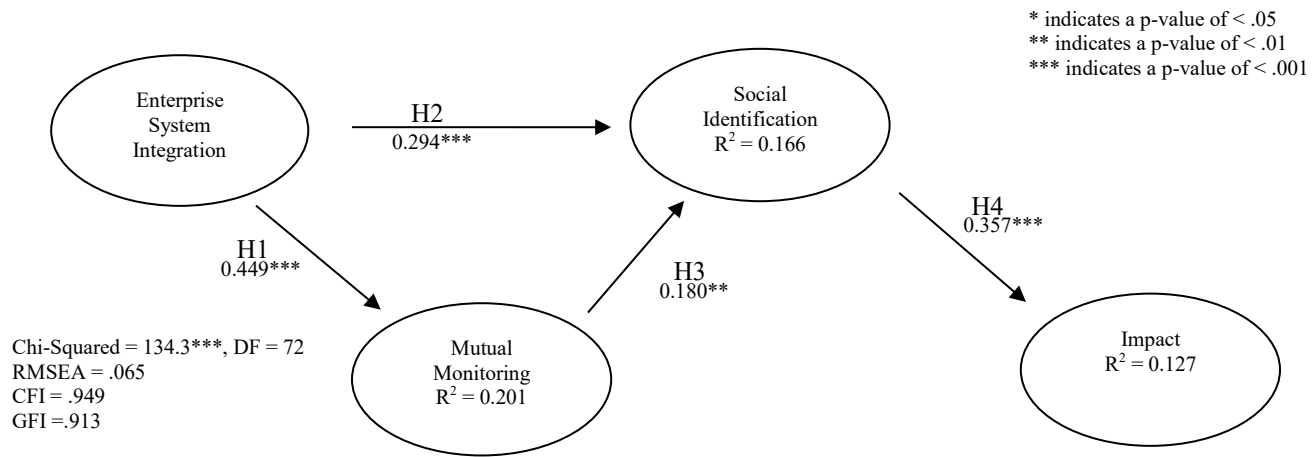 * indicates a p-value of < .05
** indicates a p-value of < .01
*** indicates a p-value of < .001
Enterprise
System
Integration
H2
0.294***
Social
Identification
R² = 0.166
H1
0.449***
H3
0.180**
H4
0.357***
Chi-Squared = 134.3***, DF = 72
RMSEA = .065
CFI = .949
GFI =.913
Mutual
Monitoring
R² = 0.201
Impact
R² = 0.127